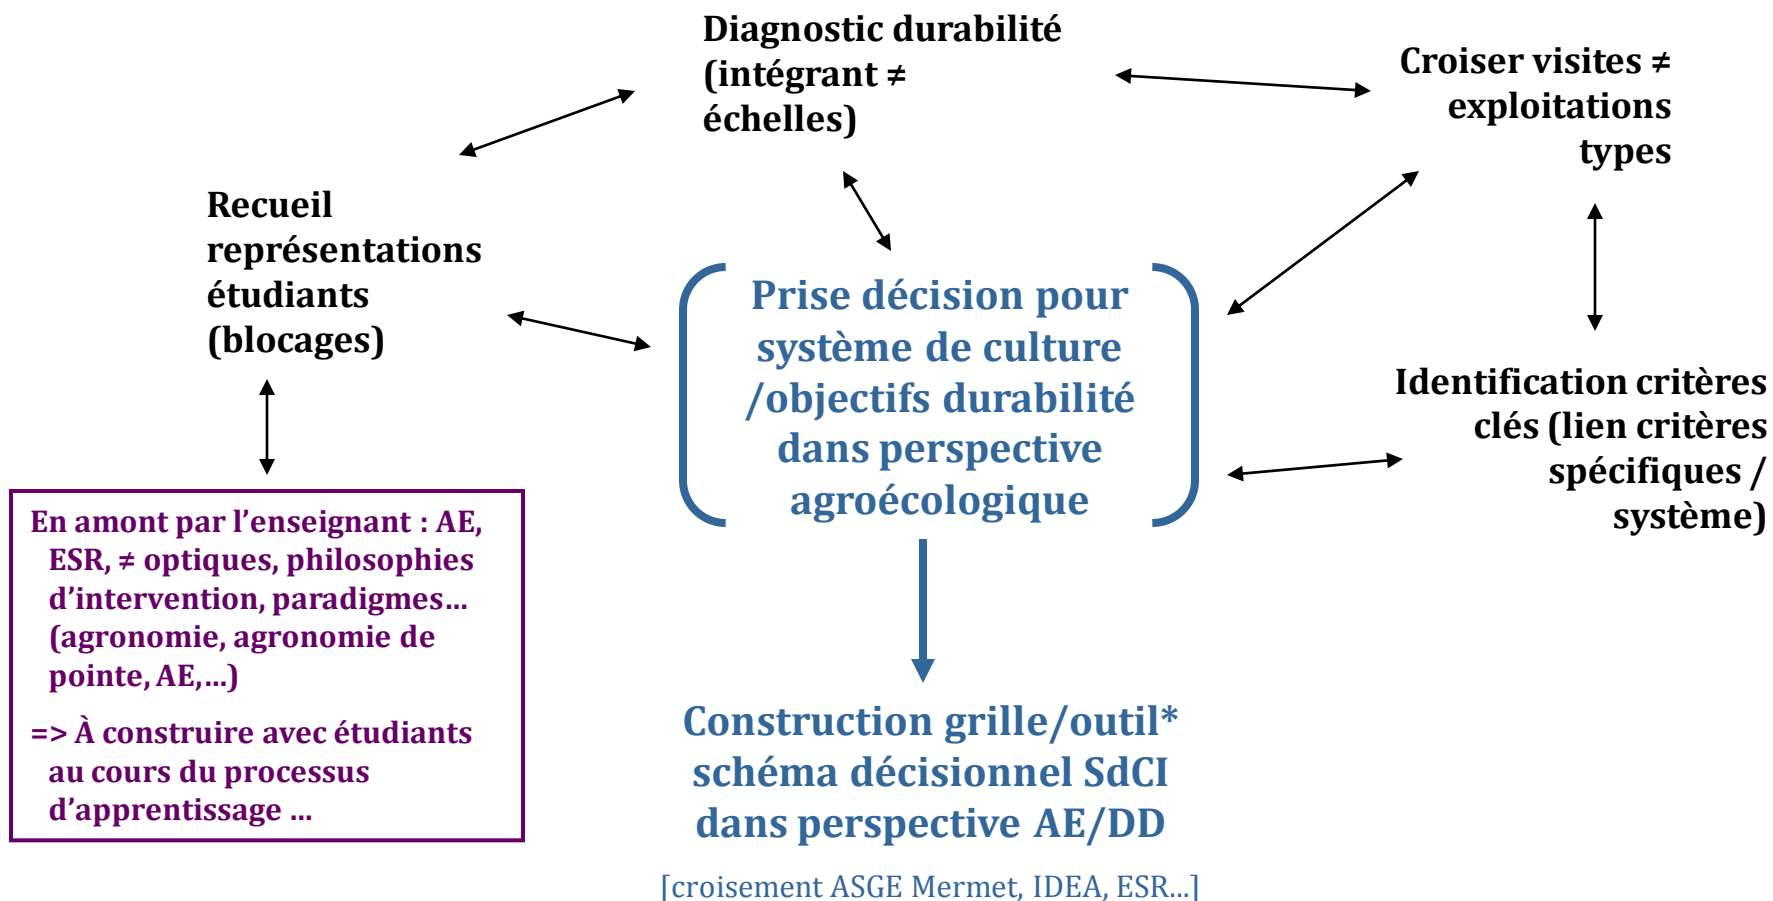 Diagnostic durabilité
(intégrant ≠
échelles)
Croiser visites ≠
exploitations
types
Recueil
représentations
étudiants
(blocages)
Prise décision pour
système de culture
/objectifs durabilité
dans perspective
agroécologique
Identification critères
clés (lien critères
spécifiques /
système)
En amont par l’enseignant : AE,
ESR, ≠ optiques, philosophies
d’intervention, paradigmes…
(agronomie, agronomie de
pointe, AE,…)
=> À construire avec étudiants
au cours du processus
d’apprentissage …
Construction grille/outil*
schéma décisionnel SdCI
dans perspective AE/DD
[croisement ASGE Mermet, IDEA, ESR...]